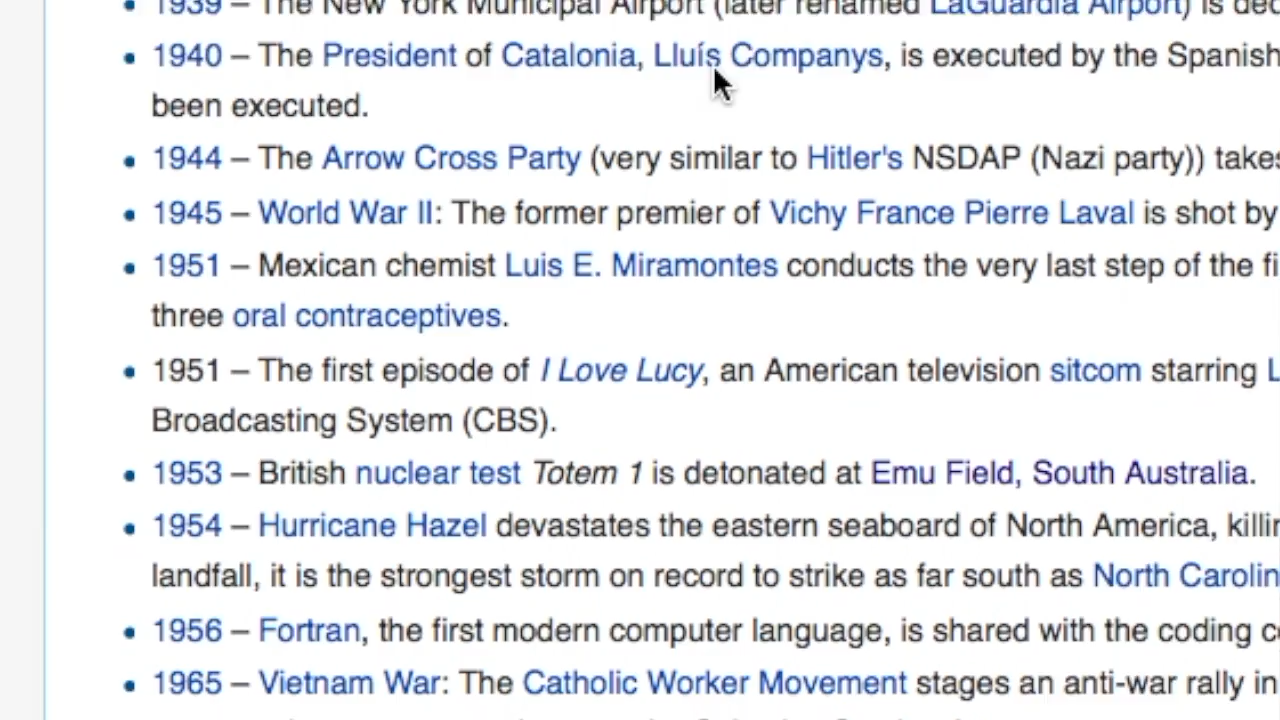 1939 – The New York Municipal Airport (later renamed LaGuardia Airport) is dec
1940 – The President of Catalonia, Lluís Companys, is executed by the Spanish
been executed.
1944 – The Arrow Cross Party (very similar to Hitler's NSDAP (Nazi party)) takes
1945 – World War II: The former premier of Vichy France Pierre Laval is shot by
1951 – Mexican chemist Luis E. Miramontes conducts the very last step of the fi
three oral contraceptives.
1951 – The first episode of I Love Lucy, an American television sitcom starring L
Broadcasting System (CBS).
1953 – British nuclear test Totem 1 is detonated at Emu Field, South Australia.
1954 – Hurricane Hazel devastates the eastern seaboard of North America, killin
landfall, it is the strongest storm on record to strike as far south as North Carolin
1956 – Fortran, the first modern computer language, is shared with the coding c
1965 – Vietnam War: The Catholic Worker Movement stages an anti-war rally in